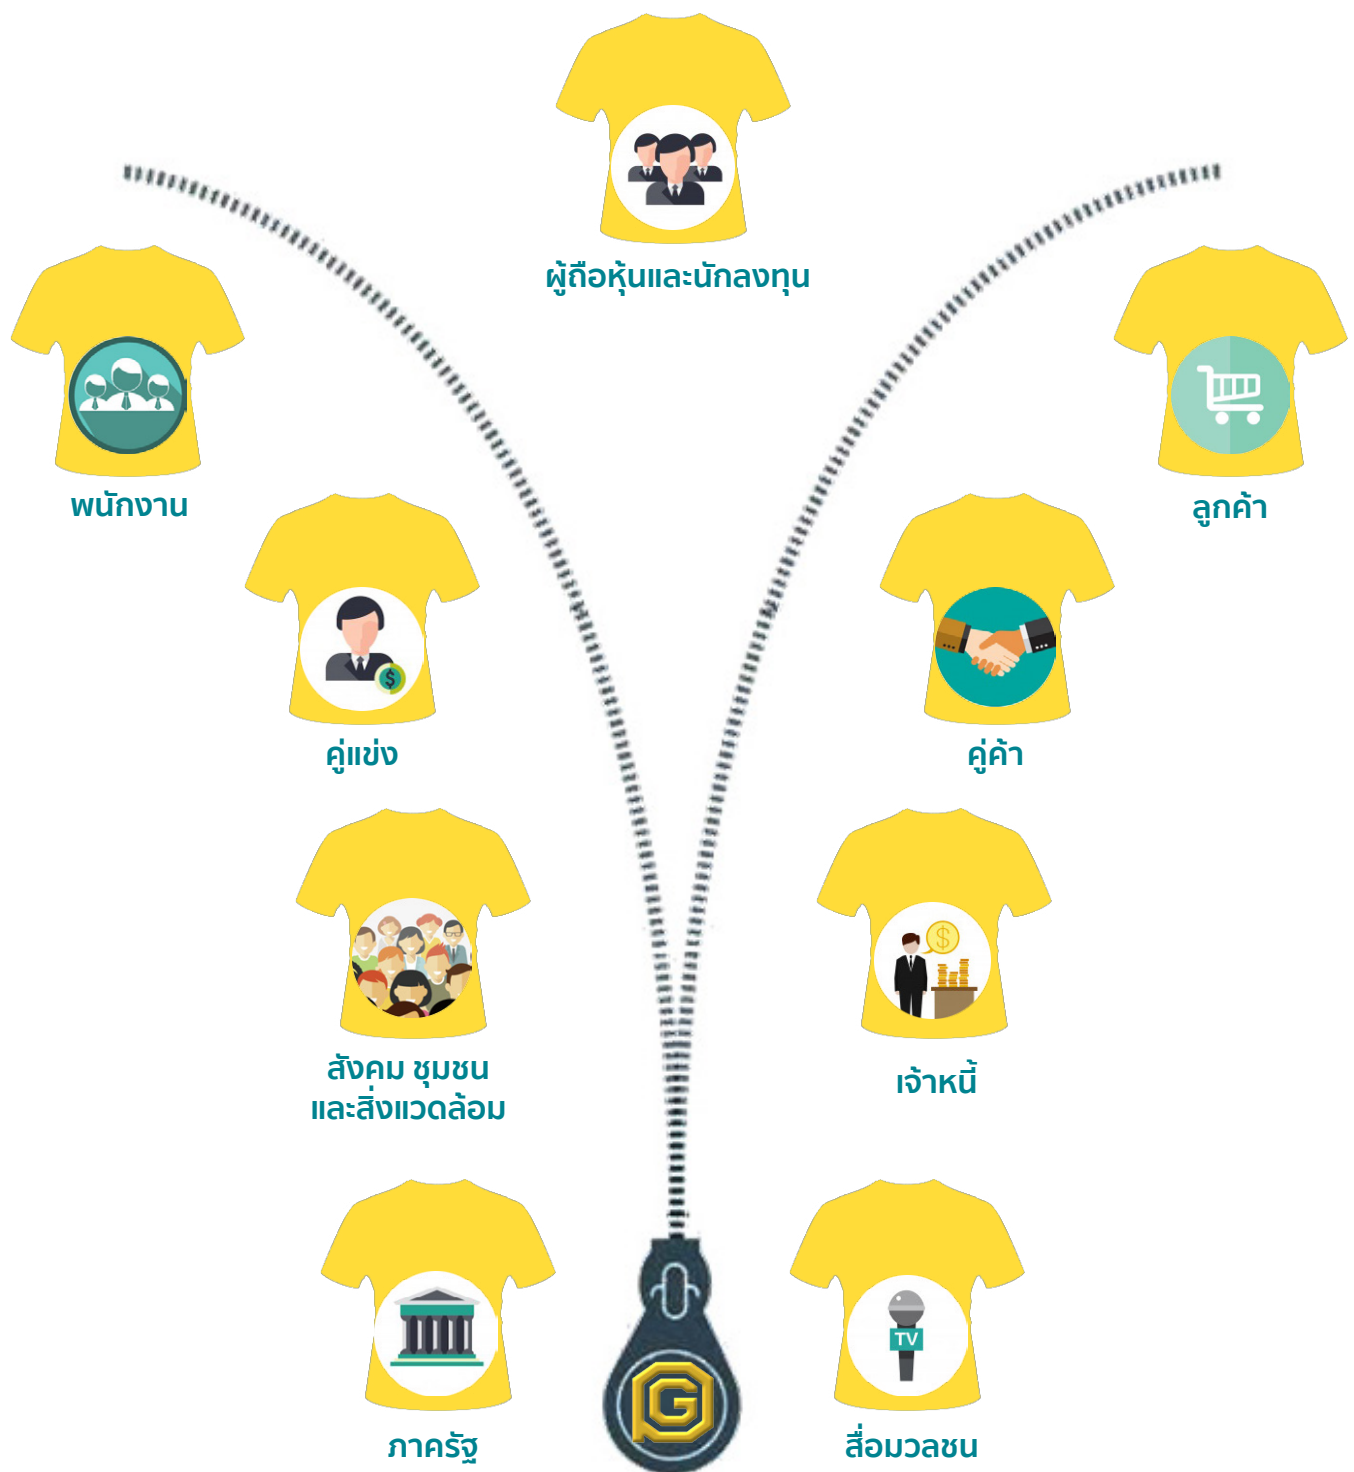 ผู้ถือหุ้นและนักลงทุน
พนักงาน
ลูกค้า
คู่แข่ง
$
คู่ค้า
$
สังคม ชุมชน
และสิ่งแวดล้อม
เจ้าหนี้
TV
G
ภาครัฐ
สื่อมวลชน